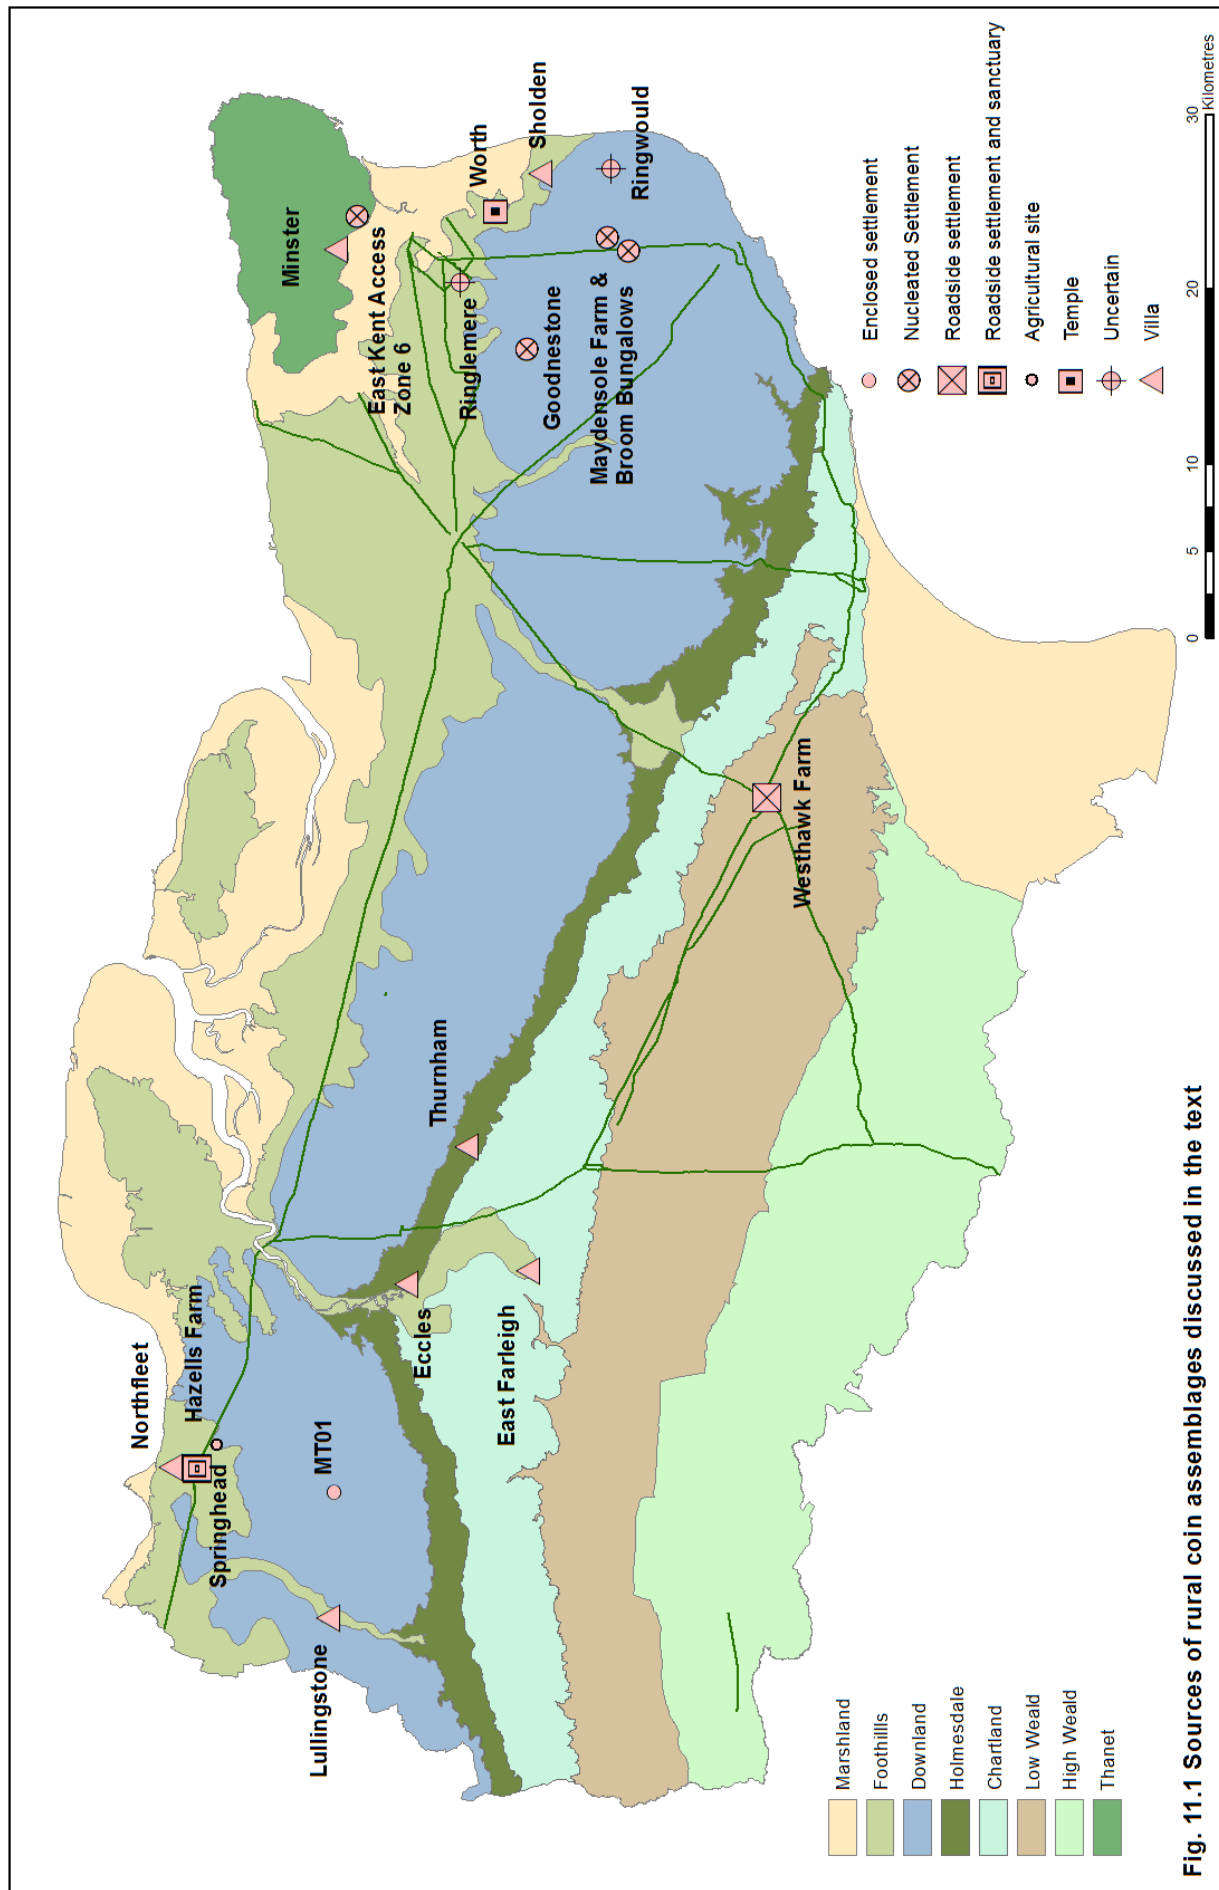 Northfleet
Hazells Farm
Springhead
MT01
Lullingstone
Eccles
East Farleigh
Thurnham
Westhawk Farm
Minster
East Kent Access
Zone 6
Ringlemere
Goodnestone
Maydensole Farm &
Broom Bungalows
Worth
Sholden
Ringwould
Marshland
Foothills
Downland
Holmesdale
Chartland
Low Weald
High Weald
Thanet
Enclosed settlement
Nucleated Settlement
Roadside settlement
Roadside settlement and sanctuary
Agricultural site
Temple
Uncertain
Villa
0 5 10 20 30
Kilometres
Fig. 11.1 Sources of rural coin assemblages discussed in the text